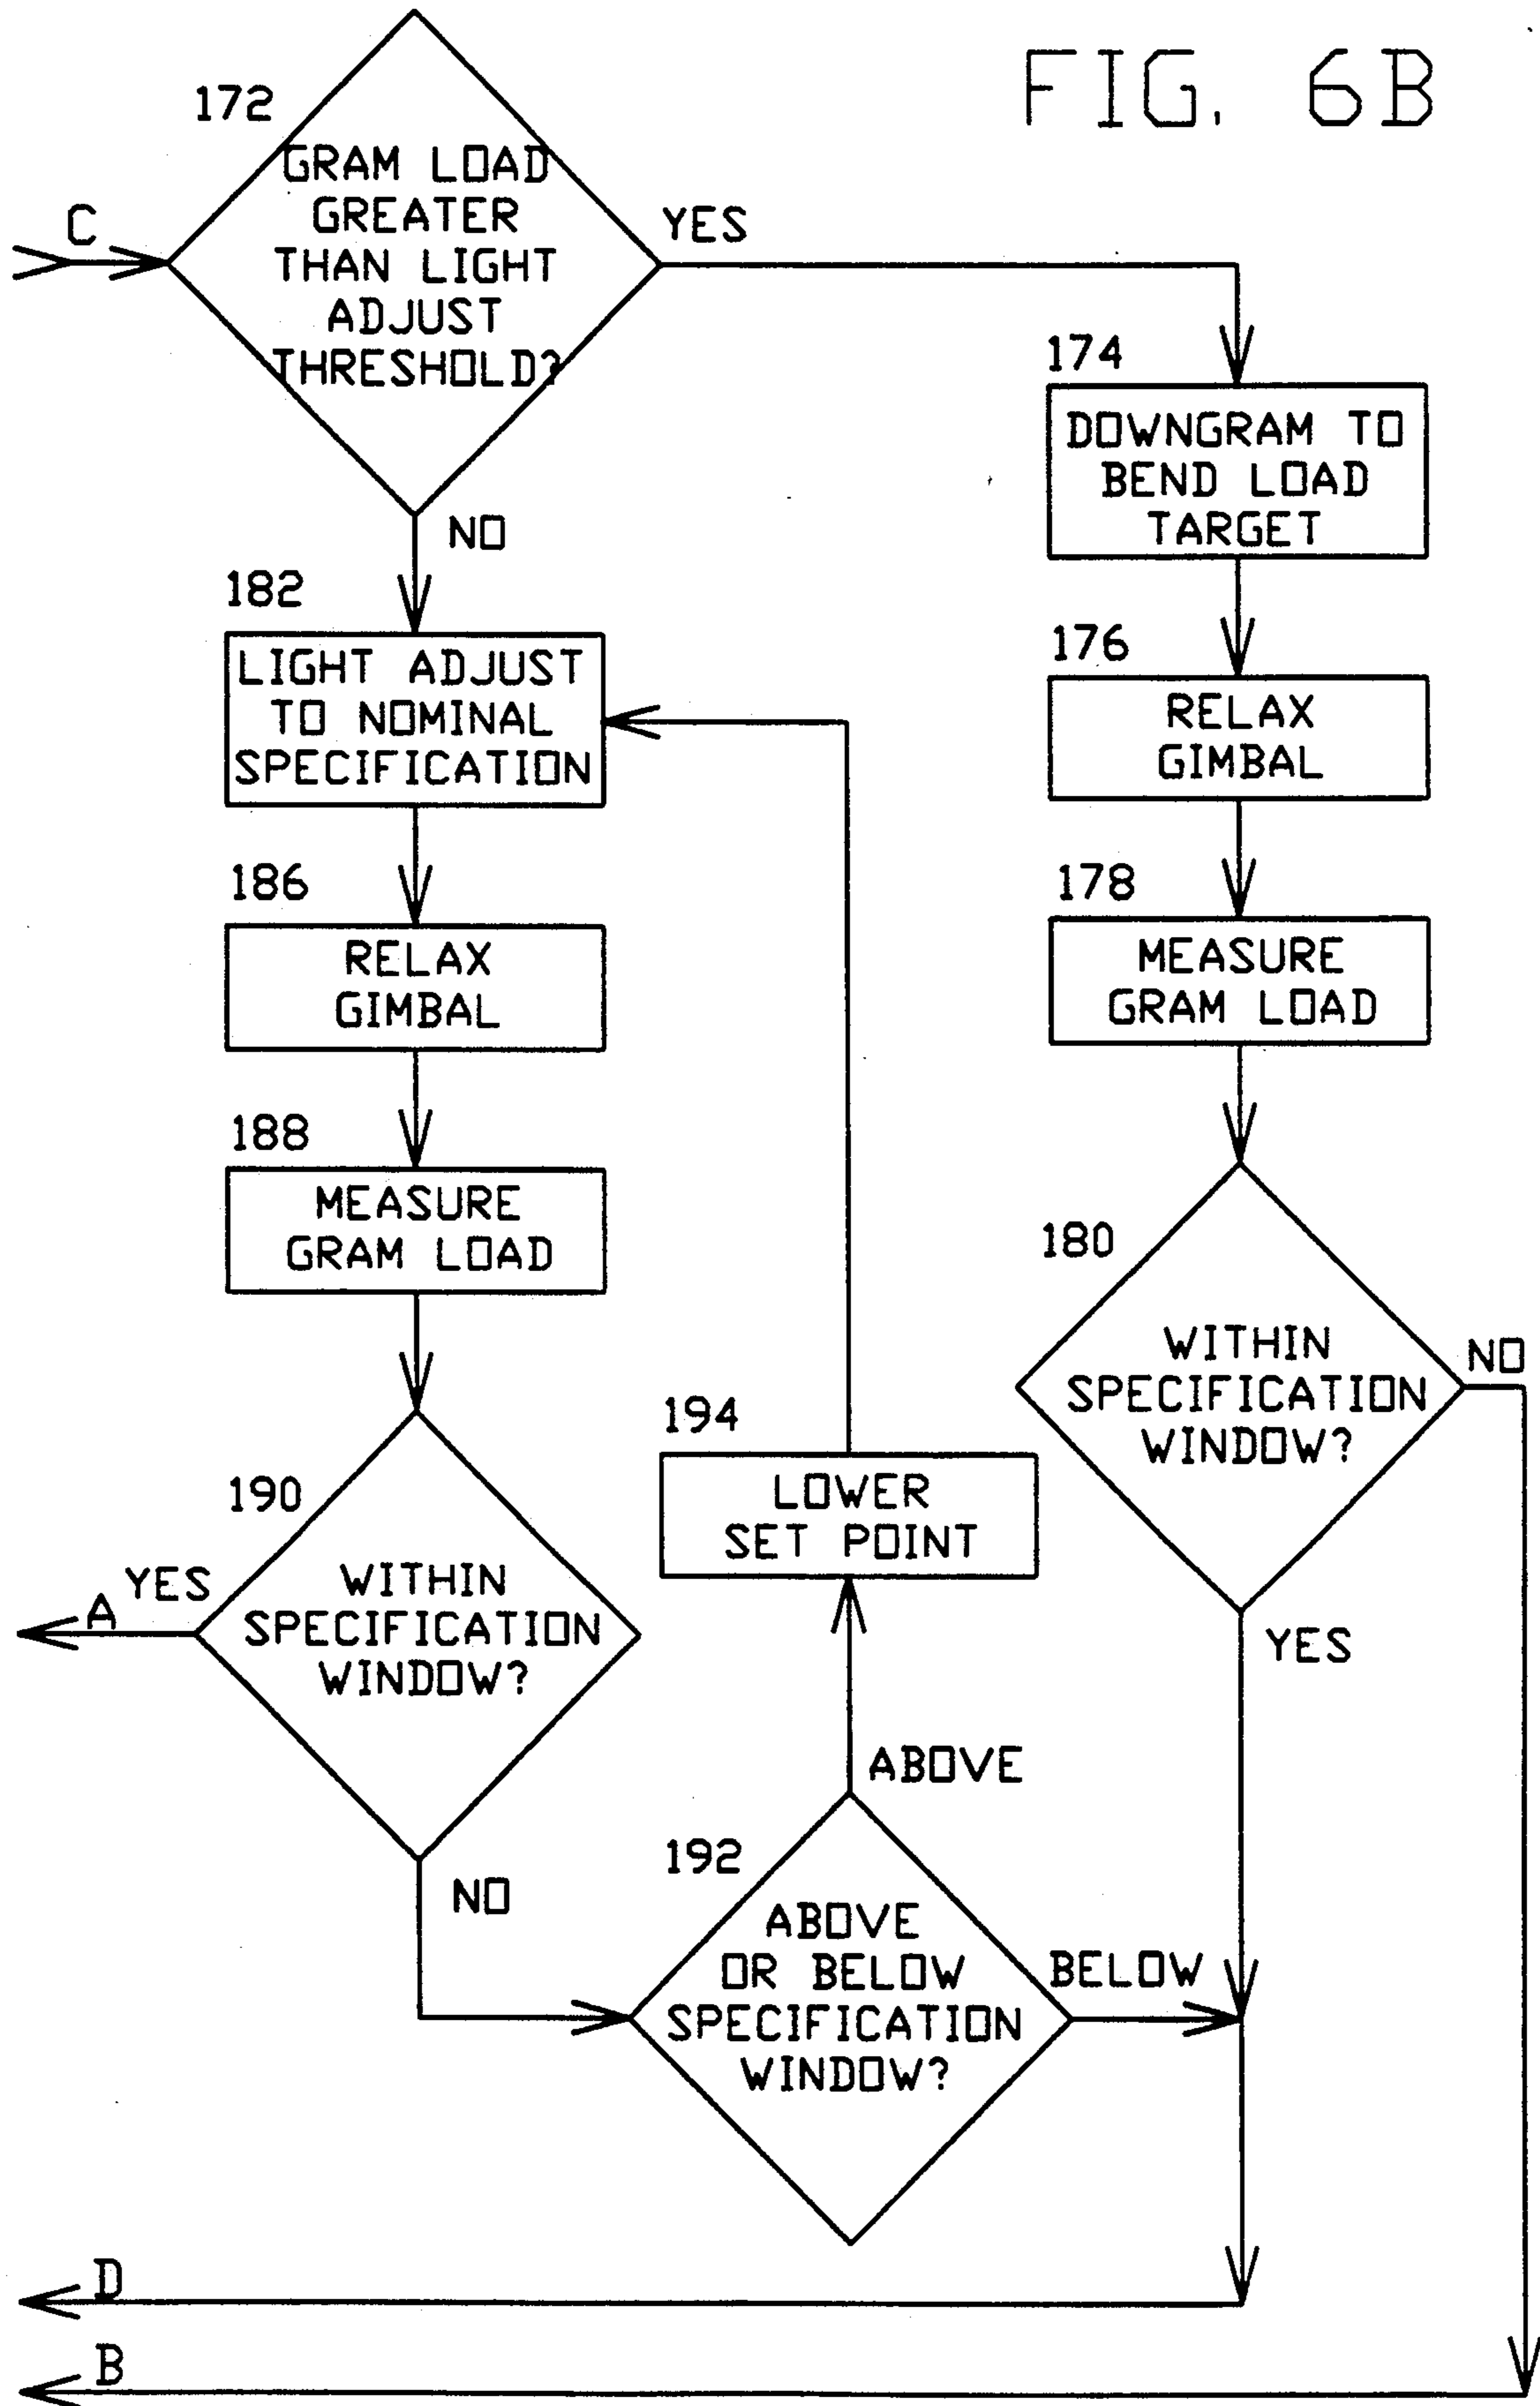 FIG. 6B
172
GRAM LOAD
GREATER
THAN LIGHT
ADJUST
THRESHOLD?
C
YES
NO
174
DOWNGRAM TO
BEND LOAD
TARGET
182
LIGHT ADJUST
TO NOMINAL
SPECIFICATION
176
RELAX
GIMBAL
186
RELAX
GIMBAL
178
MEASURE
GRAM LOAD
188
MEASURE
GRAM LOAD
180
WITHIN
SPECIFICATION
WINDOW?
NO
YES
194
LOWER
SET POINT
190
WITHIN
SPECIFICATION
WINDOW?
YES
A
NO
ABOVE
192
ABOVE
OR BELOW
SPECIFICATION
WINDOW?
BELOW
D
B